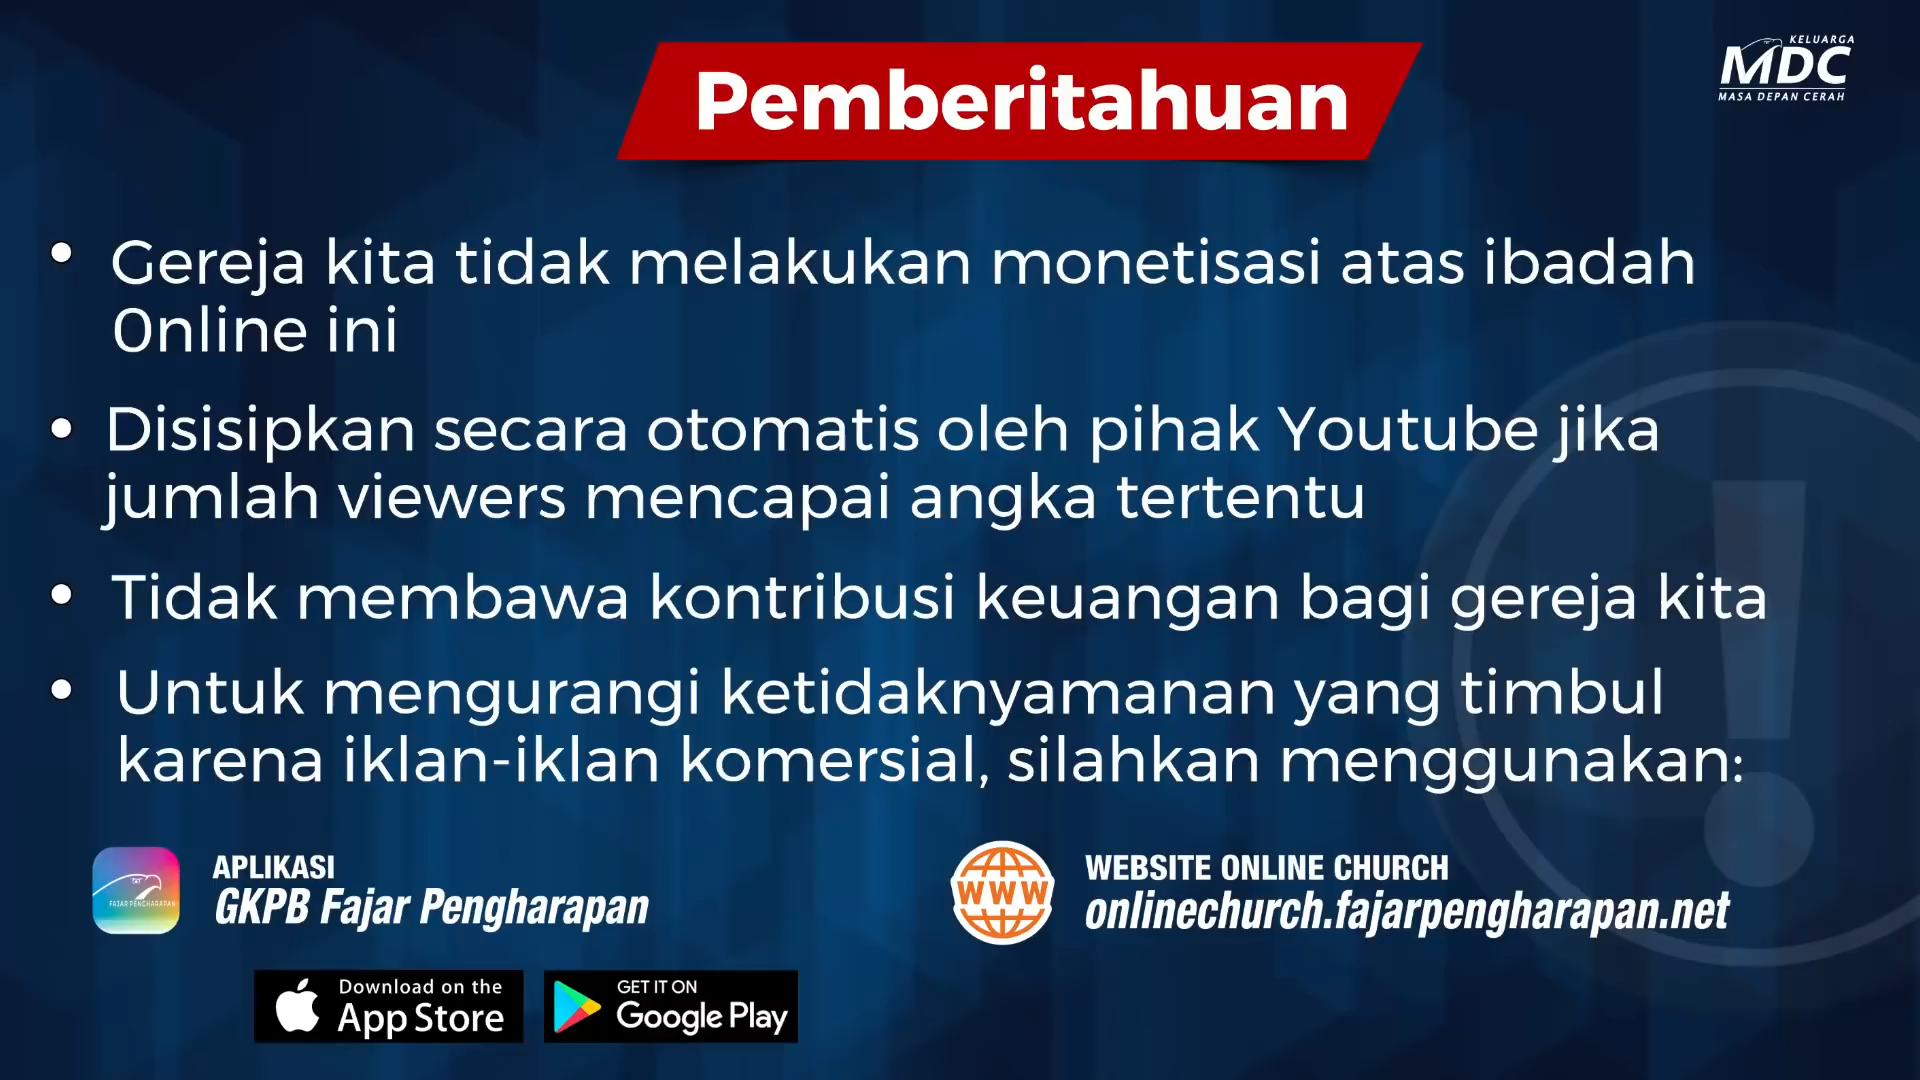 KELUARGA
MDC
MASA DEPAN CERAH
Pemberitahuan
• Gereja kita tidak melakukan monetisasi atas ibadah
0nline ini
• Disisipkan secara otomatis oleh pihak Youtube jika
jumlah viewers mencapai angka tertentu
• Tidak membawa kontribusi keuangan bagi gereja kita
• Untuk mengurangi ketidaknyamanan yang timbul
karena iklan-iklan komersial, silahkan menggunakan:
FAJAR PENGHARAPAN
APLIKASI
GKPB Fajar Pengharapan
WWW
WEBSITE ONLINE CHURCH
onlinechurch.fajarpengharapan.net
Download on the
App Store
GET IT ON
Google Play